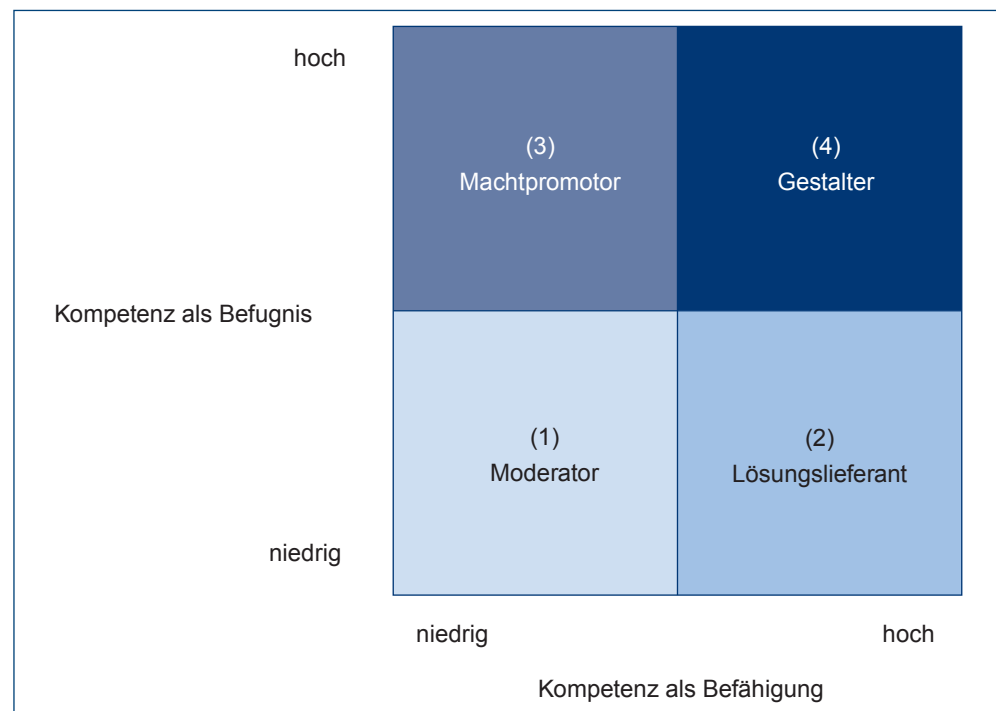 hoch
(3)
Machtpromotor
(4)
Gestalter
Kompetenz als Befugnis
(1)
Moderator
(2)
Lösungslieferant
niedrig
niedrig
hoch
Kompetenz als Befähigung